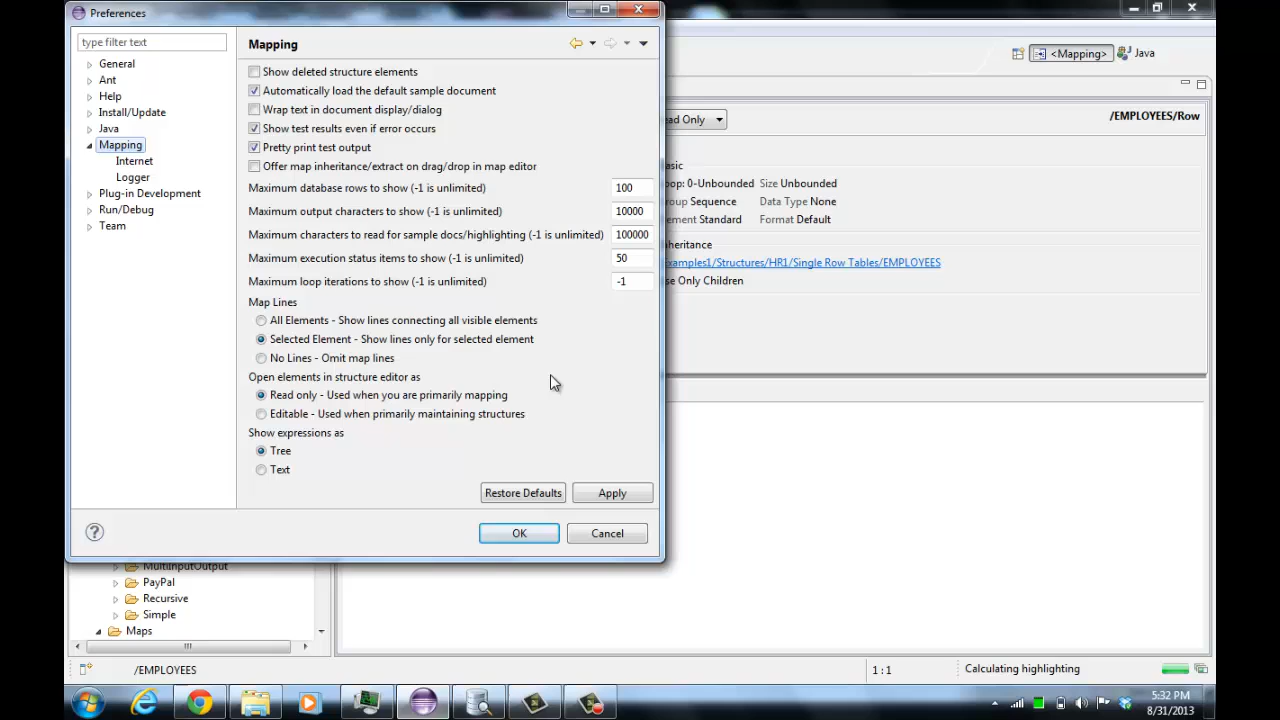 Preferences
type filter text
General
Ant
Help
Install/Update
Java
Mapping
Internet
Logger
Plug-in Development
Run/Debug
Team
Mapping
Show deleted structure elements
Automatically load the default sample document
Wrap text in document display/dialog
Show test results even if error occurs
Pretty print test output
Offer map inheritance/extract on drag/drop in map editor
Maximum database rows to show (-1 is unlimited) 100
Maximum output characters to show (-1 is unlimited) 10000
Maximum characters to read for sample docs/highlighting (-1 is unlimited) 100000
Maximum execution status items to show (-1 is unlimited) 50
Maximum loop iterations to show (-1 is unlimited) -1
Map Lines
All Elements - Show lines connecting all visible elements
Selected Element - Show lines only for selected element
No Lines - Omit map lines
Open elements in structure editor as
Read only - Used when you are primarily mapping
Editable - Used when primarily maintaining structures
Show expressions as
Tree
Text
Restore Defaults Apply
OK Cancel
<Mapping> Java
ead Only /EMPLOYEES/Row
asic
oop: 0-Unbounded Size Unbounded
roup Sequence Data Type None
ement Standard Format Default
nheritance
xamples1/Structures/HR1/Single Row Tables/EMPLOYEES
se Only Children
MultiInputOutput
PayPal
Recursive
Simple
Maps
/EMPLOYEES 1 : 1 Calculating highlighting
5:32 PM
8/31/2013